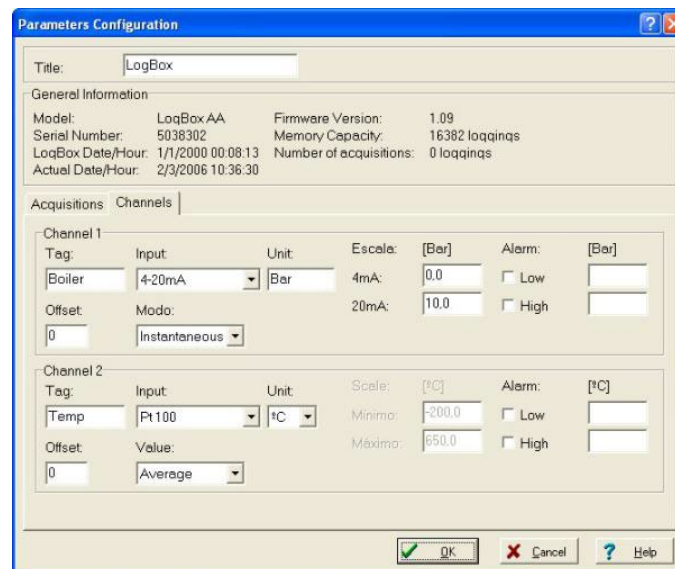 Parameters Configuration
Title: LogBox
General Information
Model: LogBox AA Firmware Version: 1.09
Serial Number: 5038302 Memory Capacity: 16382 loggings
LogBox Date/Hour: 1/1/2000 00:08:13 Number of acquisitions: 0 loggings
Actual Date/Hour: 2/3/2006 10:36:30
Acquisitions Channels
Channel 1
Tag: Input: Unit: Escala: [Bar] Alarm: [Bar]
Boiler 4-20mA Bar 4mA: 0,0 Low
Offset: Modo: 20mA: 10,0 High
0 Instantaneous
Channel 2
Tag: Input: Unit: Scale: [ºC] Alarm: [ºC]
Temp Pt100 ºC Mínimo: -200,0 Low
Offset: Value: Máximo: 650,0 High
0 Average
OK Cancel ? Help